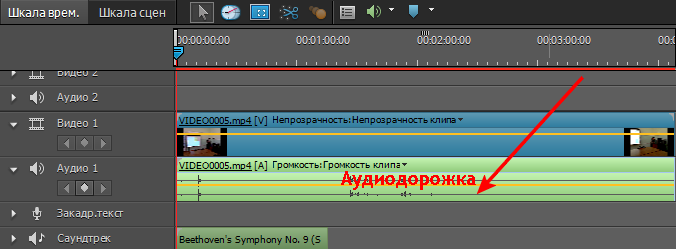 Шкала врем. Шкала сцен
00:00:00:00 00:01:00:00 00:02:00:00 00:03:00:00
Видео 2
Аудио 2
Видео 1
VIDEO0005.mp4 [V] Непрозрачность:Непрозрачность клипа
Аудио 1
VIDEO0005.mp4 [A] Громкость:Громкость клипа
Аудиодорожка
Закадр.текст
Саундтрек
Beethoven's Symphony No. 9 (S